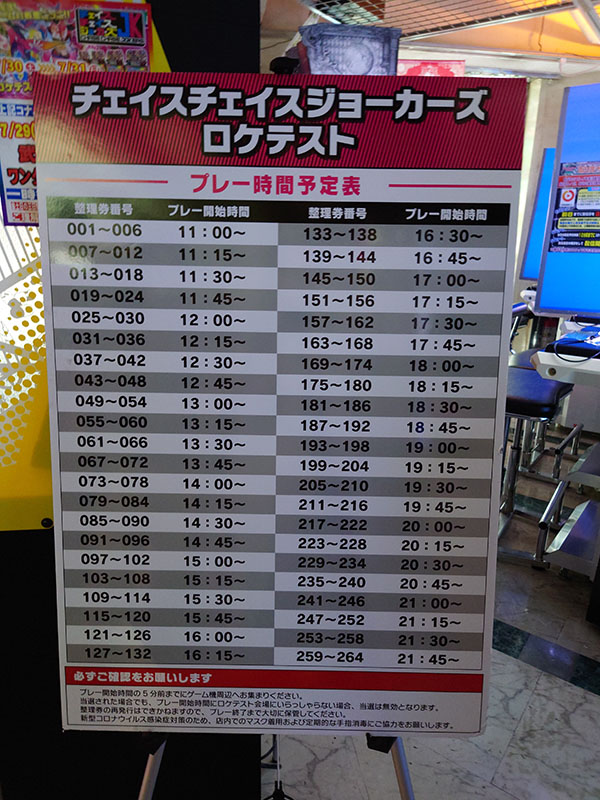 チェイスチェイスジョーカーズ
ロケテスト
プレー時間予定表
整理券番号 プレー開始時間 整理券番号 プレー開始時間
001〜006 11:00〜 133〜138 16:30〜
007〜012 11:15〜 139〜144 16:45〜
013〜018 11:30〜 145〜150 17:00〜
019〜024 11:45〜 151〜156 17:15〜
025〜030 12:00〜 157〜162 17:30〜
031〜036 12:15〜 163〜168 17:45〜
037〜042 12:30〜 169〜174 18:00〜
043〜048 12:45〜 175〜180 18:15〜
049〜054 13:00〜 181〜186 18:30〜
055〜060 13:15〜 187〜192 18:45〜
061〜066 13:30〜 193〜198 19:00〜
067〜072 13:45〜 199〜204 19:15〜
073〜078 14:00〜 205〜210 19:30〜
079〜084 14:15〜 211〜216 19:45〜
085〜090 14:30〜 217〜222 20:00〜
091〜096 14:45〜 223〜228 20:15〜
097〜102 15:00〜 229〜234 20:30〜
103〜108 15:15〜 235〜240 20:45〜
109〜114 15:30〜 241〜246 21:00〜
115〜120 15:45〜 247〜252 21:15〜
121〜126 16:00〜 253〜258 21:30〜
127〜132 16:15〜 259〜264 21:45〜
必ずご確認をお願いします
プレー開始時間の5分前までにゲーム機周辺へお集まりください。
当選された場合でも、プレー開始時間にロケテスト会場にいらっしゃらない場合、当選は無効となります。
整理券の再発行はできかねますので、プレー終了まで大切に保管してください。
新型コロナウイルス感染症対策のため、店内でのマスク着用および定期的な手指消毒にご協力をお願いします。